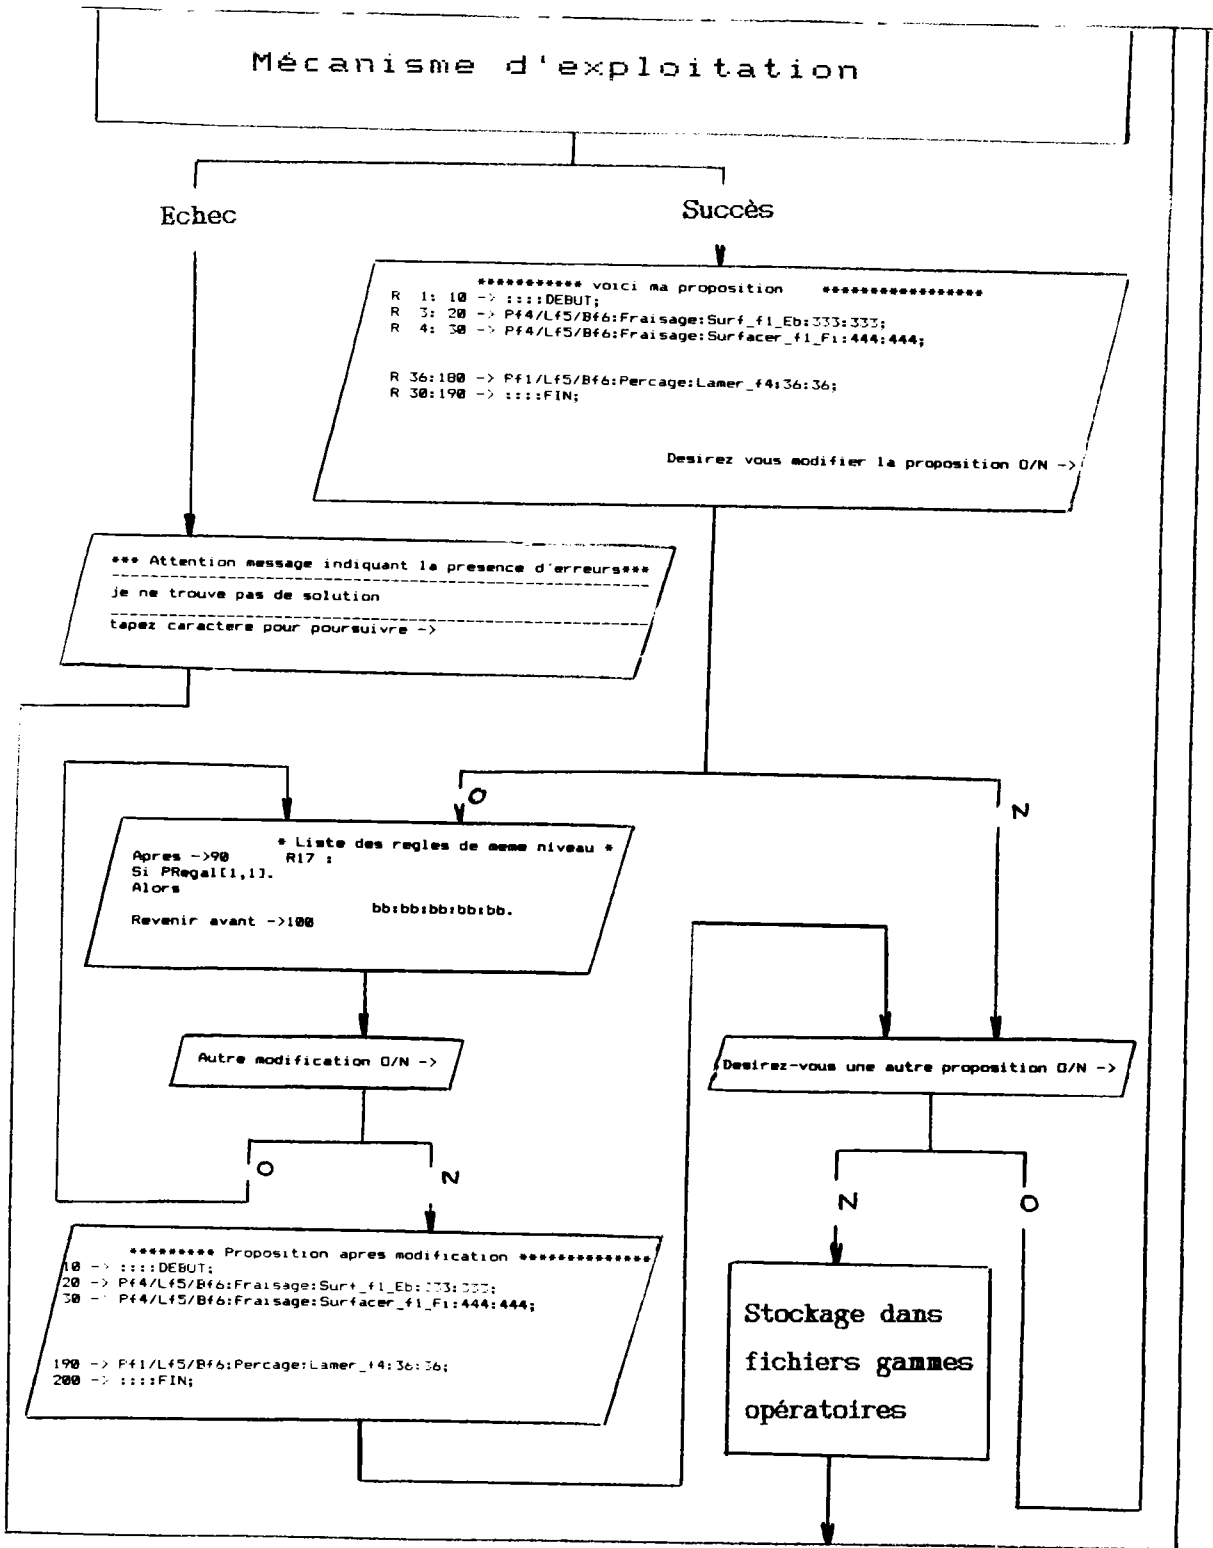 Mécanisme d'exploitation
Echec
Succès
*********** voici ma proposition *****************
R 1: 10 -> ::::DEBUT;
R 3: 20 -> Pf4/Lf5/Bf6:Fraisage:Surf_f1_Eb:333:333;
R 4: 30 -> Pf4/Lf5/Bf6:Fraisage:Surfacer_f1_Fi:444:444;
R 36:180 -> Pf1/Lf5/Bf6:Percage:Lamer_f4:36:36;
R 30:190 -> ::::FIN;
Desirez vous modifier la proposition O/N ->
*** Attention message indiquant la presence d'erreurs***
je ne trouve pas de solution
tapez caractere pour poursuivre ->
O
N
* Liste des regles de meme niveau *
Apres ->90 R17 :
Si PRegal[1,1].
Alors
bb:bb:bb:bb:bb.
Revenir avant ->100
Autre modification O/N ->
Desirez-vous une autre proposition O/N ->
O
N
N
O
********* Proposition apres modification ***************
10 -> ::::DEBUT;
20 -> Pf4/Lf5/Bf6:Fraisage:Surf_f1_Eb:333:333;
30 -> Pf4/Lf5/Bf6:Fraisage:Surfacer_f1_Fi:444:444;
190 -> Pf1/Lf5/Bf6:Percage:Lamer_f4:36:36;
200 -> ::::FIN;
Stockage dans
fichiers gammes
opératoires